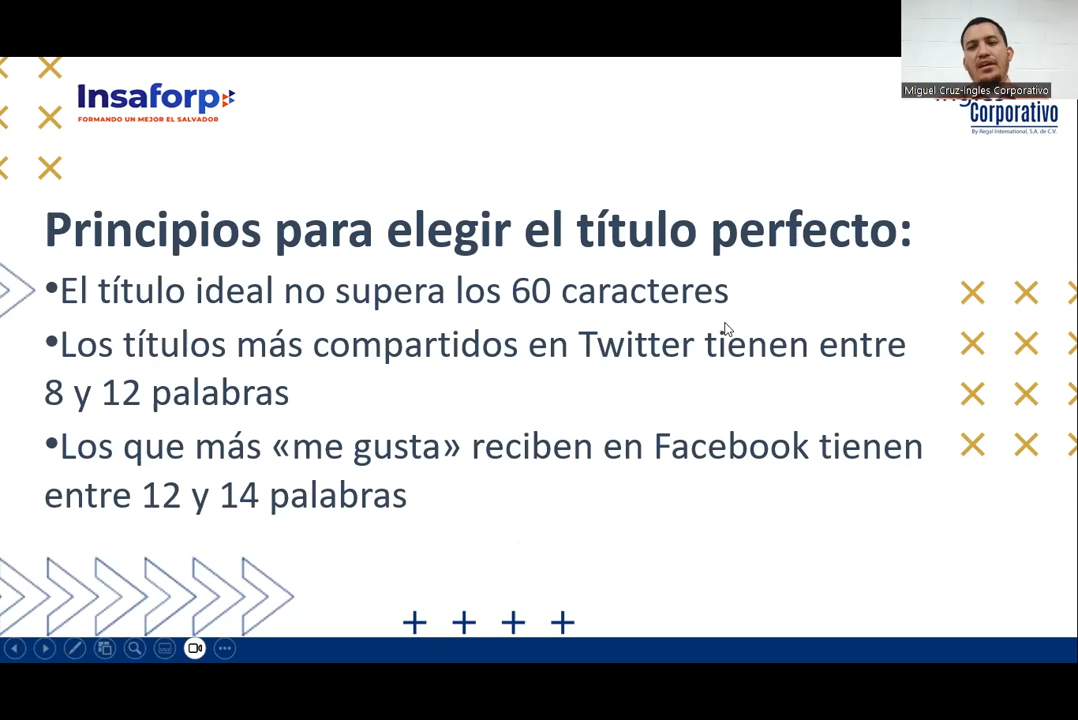 Insaforp
FORMANDO UN MEJOR EL SALVADOR
Miguel Cruz-Ingles Corporativo
Corporativo
By Regal International, S.A. de C.V.
Principios para elegir el título perfecto:
•El título ideal no supera los 60 caracteres
•Los títulos más compartidos en Twitter tienen entre
8 y 12 palabras
•Los que más «me gusta» reciben en Facebook tienen
entre 12 y 14 palabras